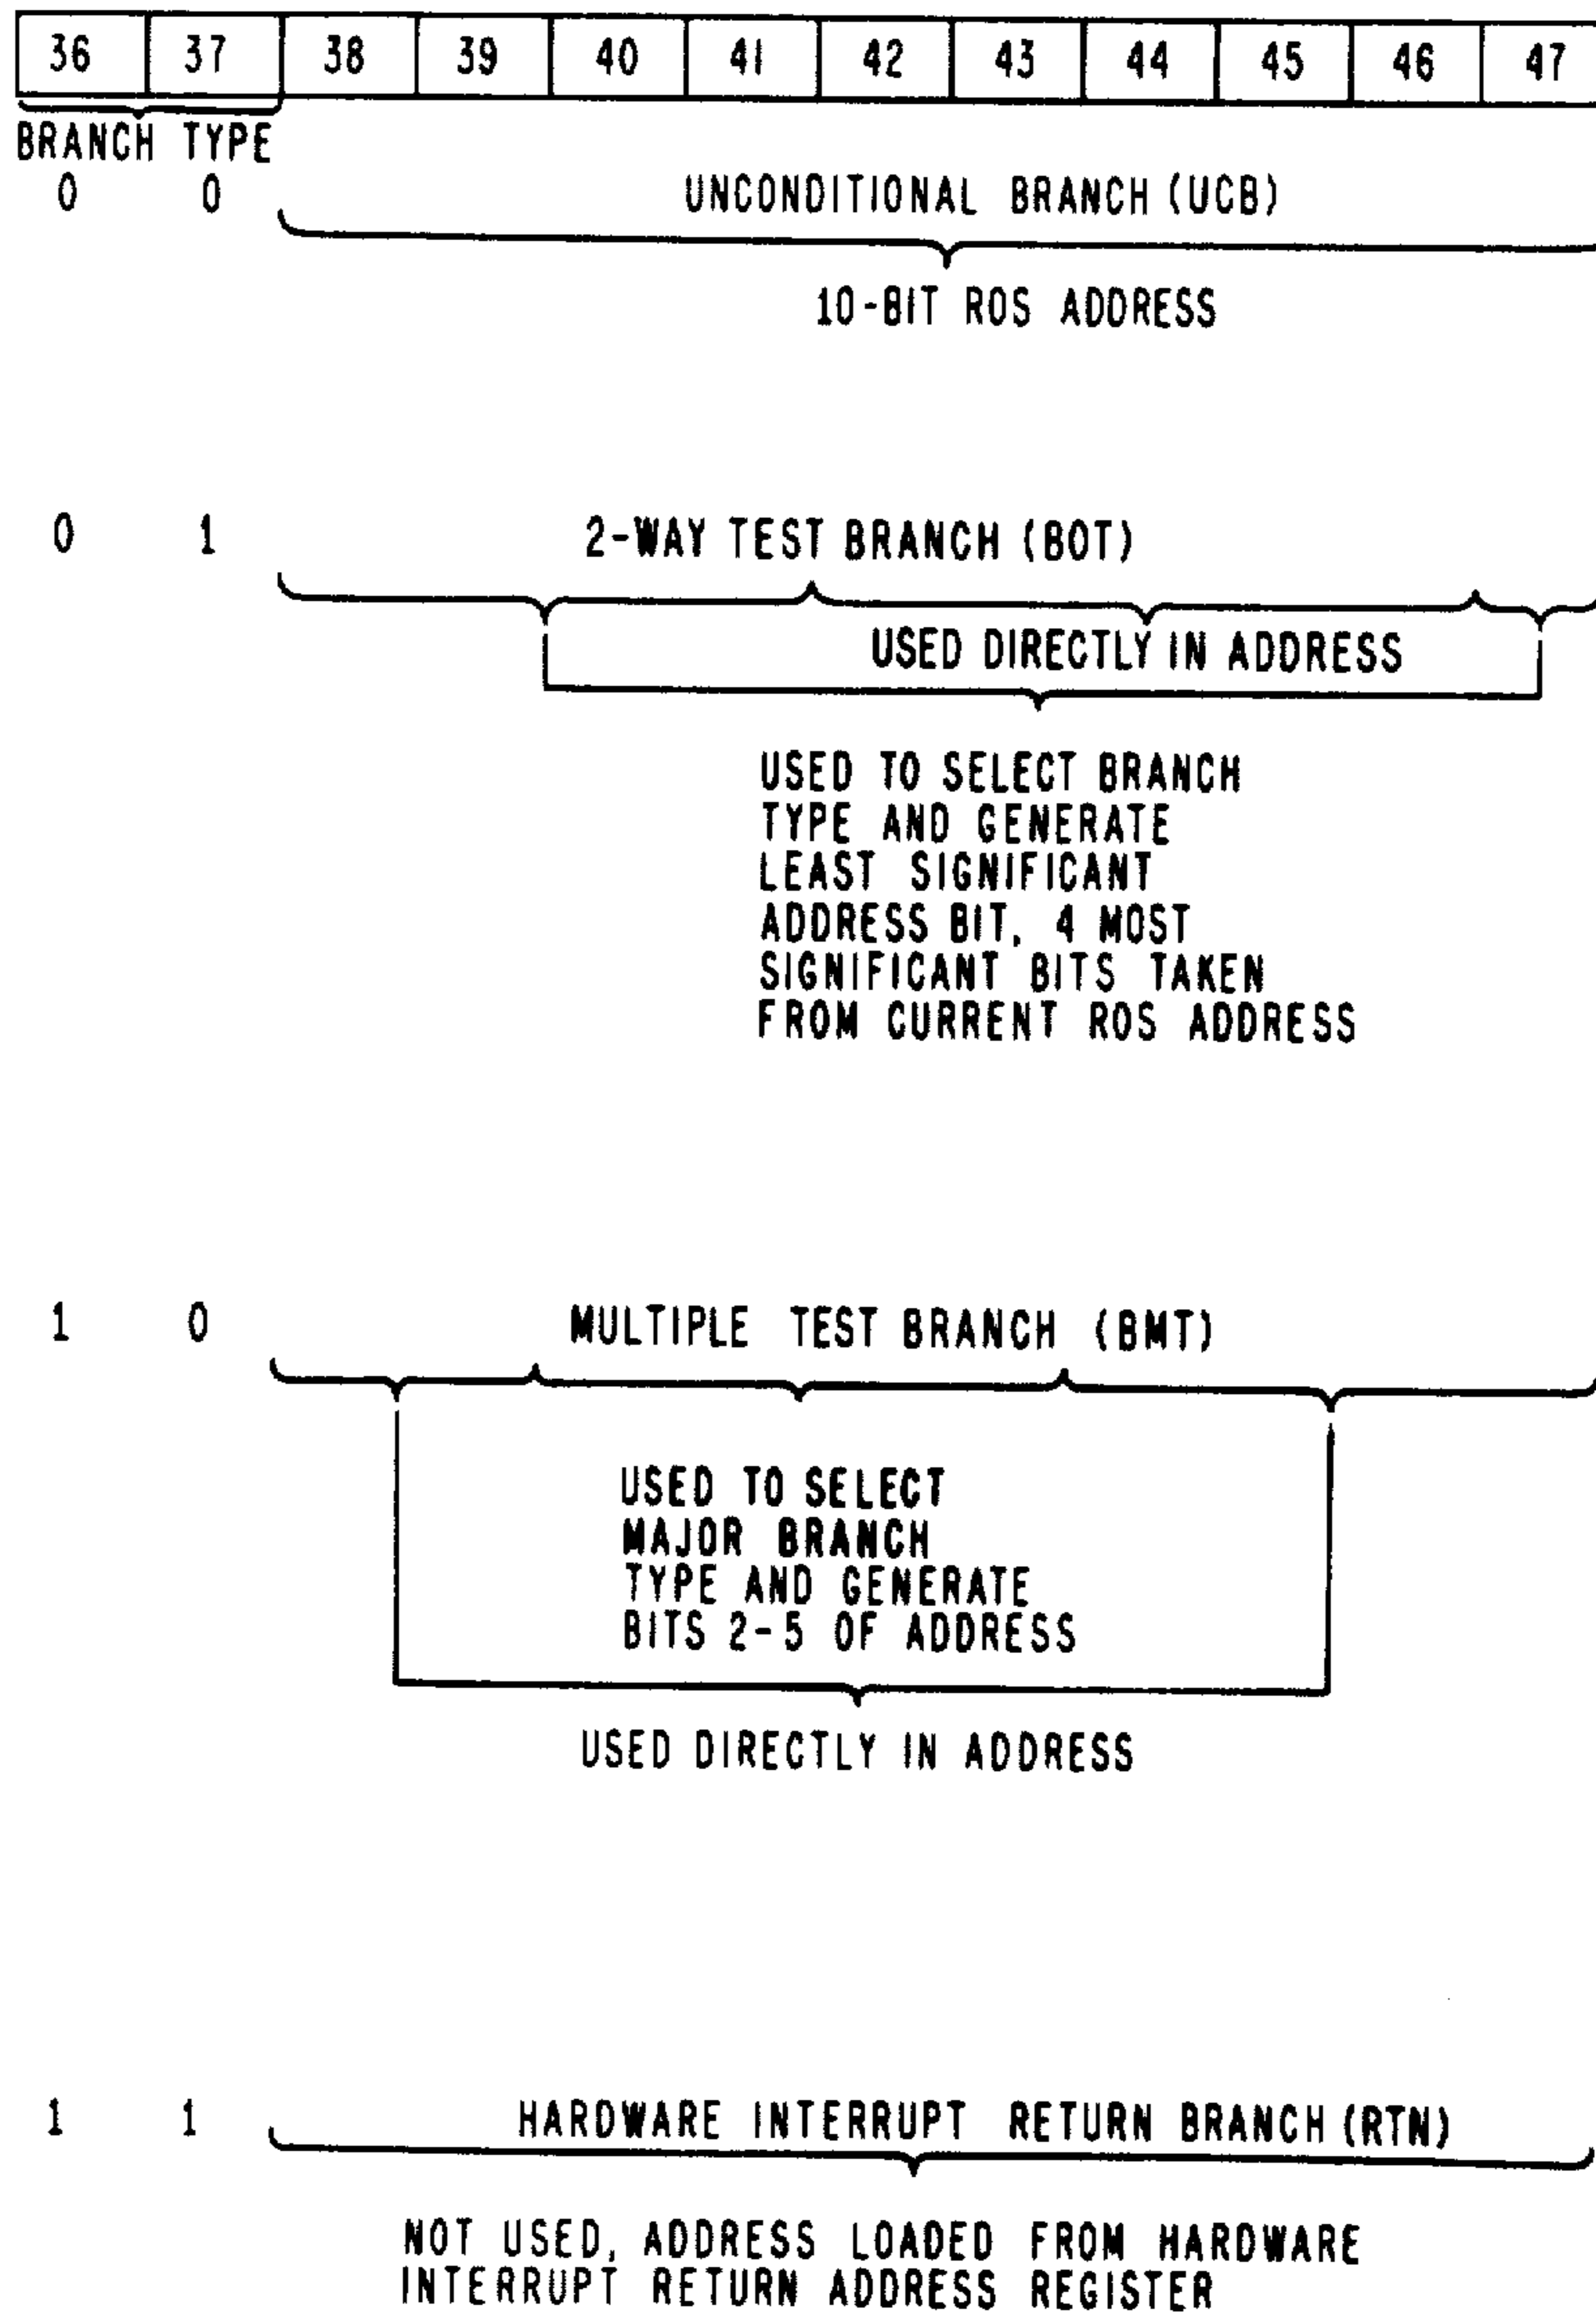 36 37 38 39 40 41 42 43 44 45 46 47
BRANCH TYPE
0 0 UNCONDITIONAL BRANCH (UCB)
10-BIT ROS ADDRESS
0 1 2-WAY TEST BRANCH (BOT)
USED DIRECTLY IN ADDRESS
USED TO SELECT BRANCH
TYPE AND GENERATE
LEAST SIGNIFICANT
ADDRESS BIT, 4 MOST
SIGNIFICANT BITS TAKEN
FROM CURRENT ROS ADDRESS
1 0 MULTIPLE TEST BRANCH (BMT)
USED TO SELECT
MAJOR BRANCH
TYPE AND GENERATE
BITS 2-5 OF ADDRESS
USED DIRECTLY IN ADDRESS
1 1 HARDWARE INTERRUPT RETURN BRANCH (RTN)
NOT USED, ADDRESS LOADED FROM HARDWARE
INTERRUPT RETURN ADDRESS REGISTER